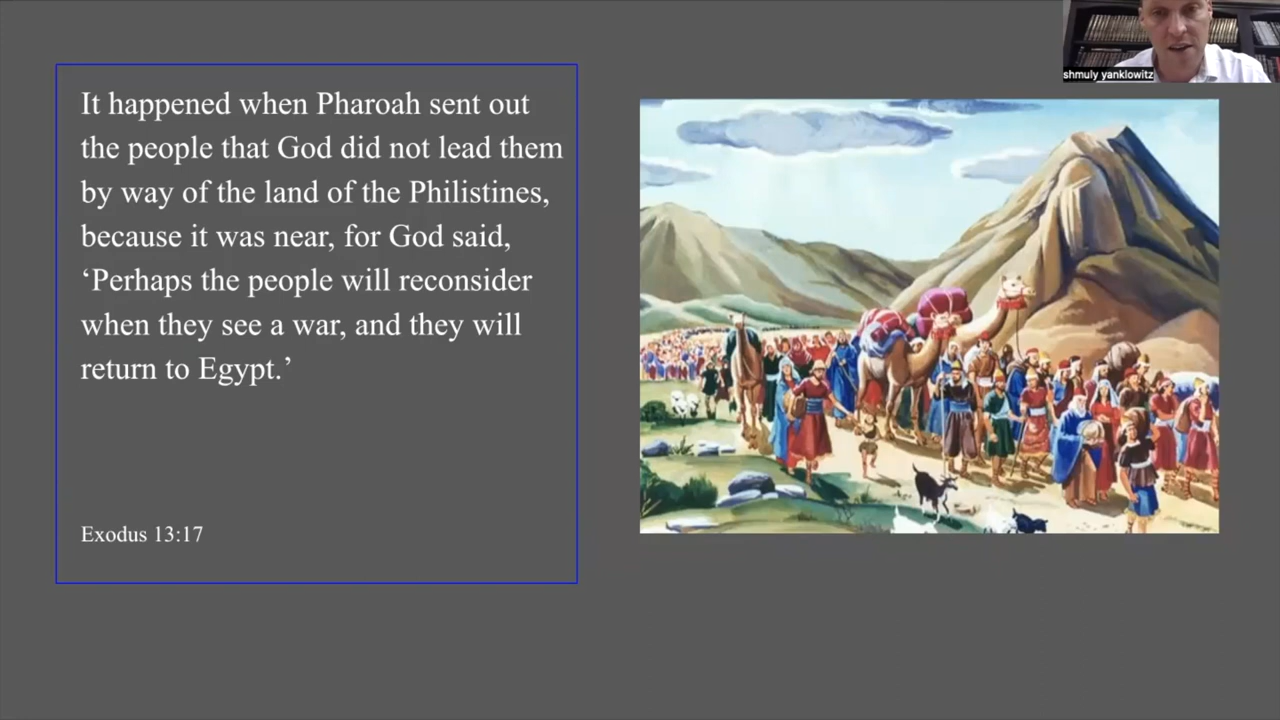 shmuly yanklowitz
It happened when Pharoah sent out
the people that God did not lead them
by way of the land of the Philistines,
because it was near, for God said,
‘Perhaps the people will reconsider
when they see a war, and they will
return to Egypt.’
Exodus 13:17